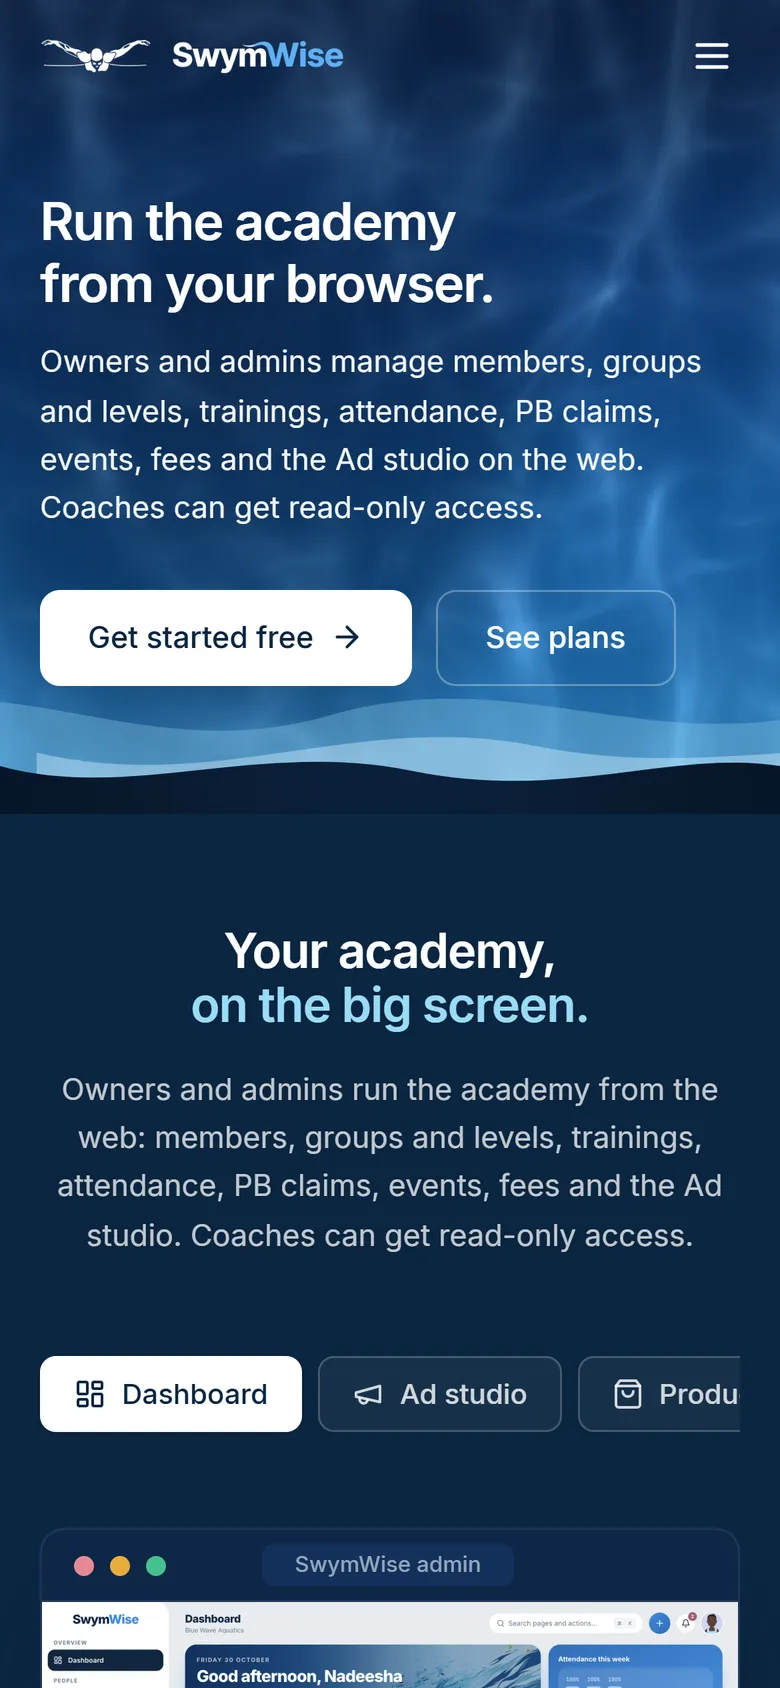 SwymWise
Run the academy
from your browser.
Owners and admins manage members, groups
and levels, trainings, attendance, PB claims,
events, fees and the Ad studio on the web.
Coaches can get read-only access.
Get started free
See plans
Your academy,
on the big screen.
Owners and admins run the academy from the
web: members, groups and levels, trainings,
attendance, PB claims, events, fees and the Ad
studio. Coaches can get read-only access.
Dashboard
Ad studio
Produ
SwymWise admin
SwymWise
Dashboard
Blue Wave Aquatics
Search pages and actions...
⌘ K
2
OVERVIEW
Dashboard
PEOPLE
FRIDAY 30 OCTOBER
Good afternoon, Nadeesha
Attendance this week
100% 100% 100%